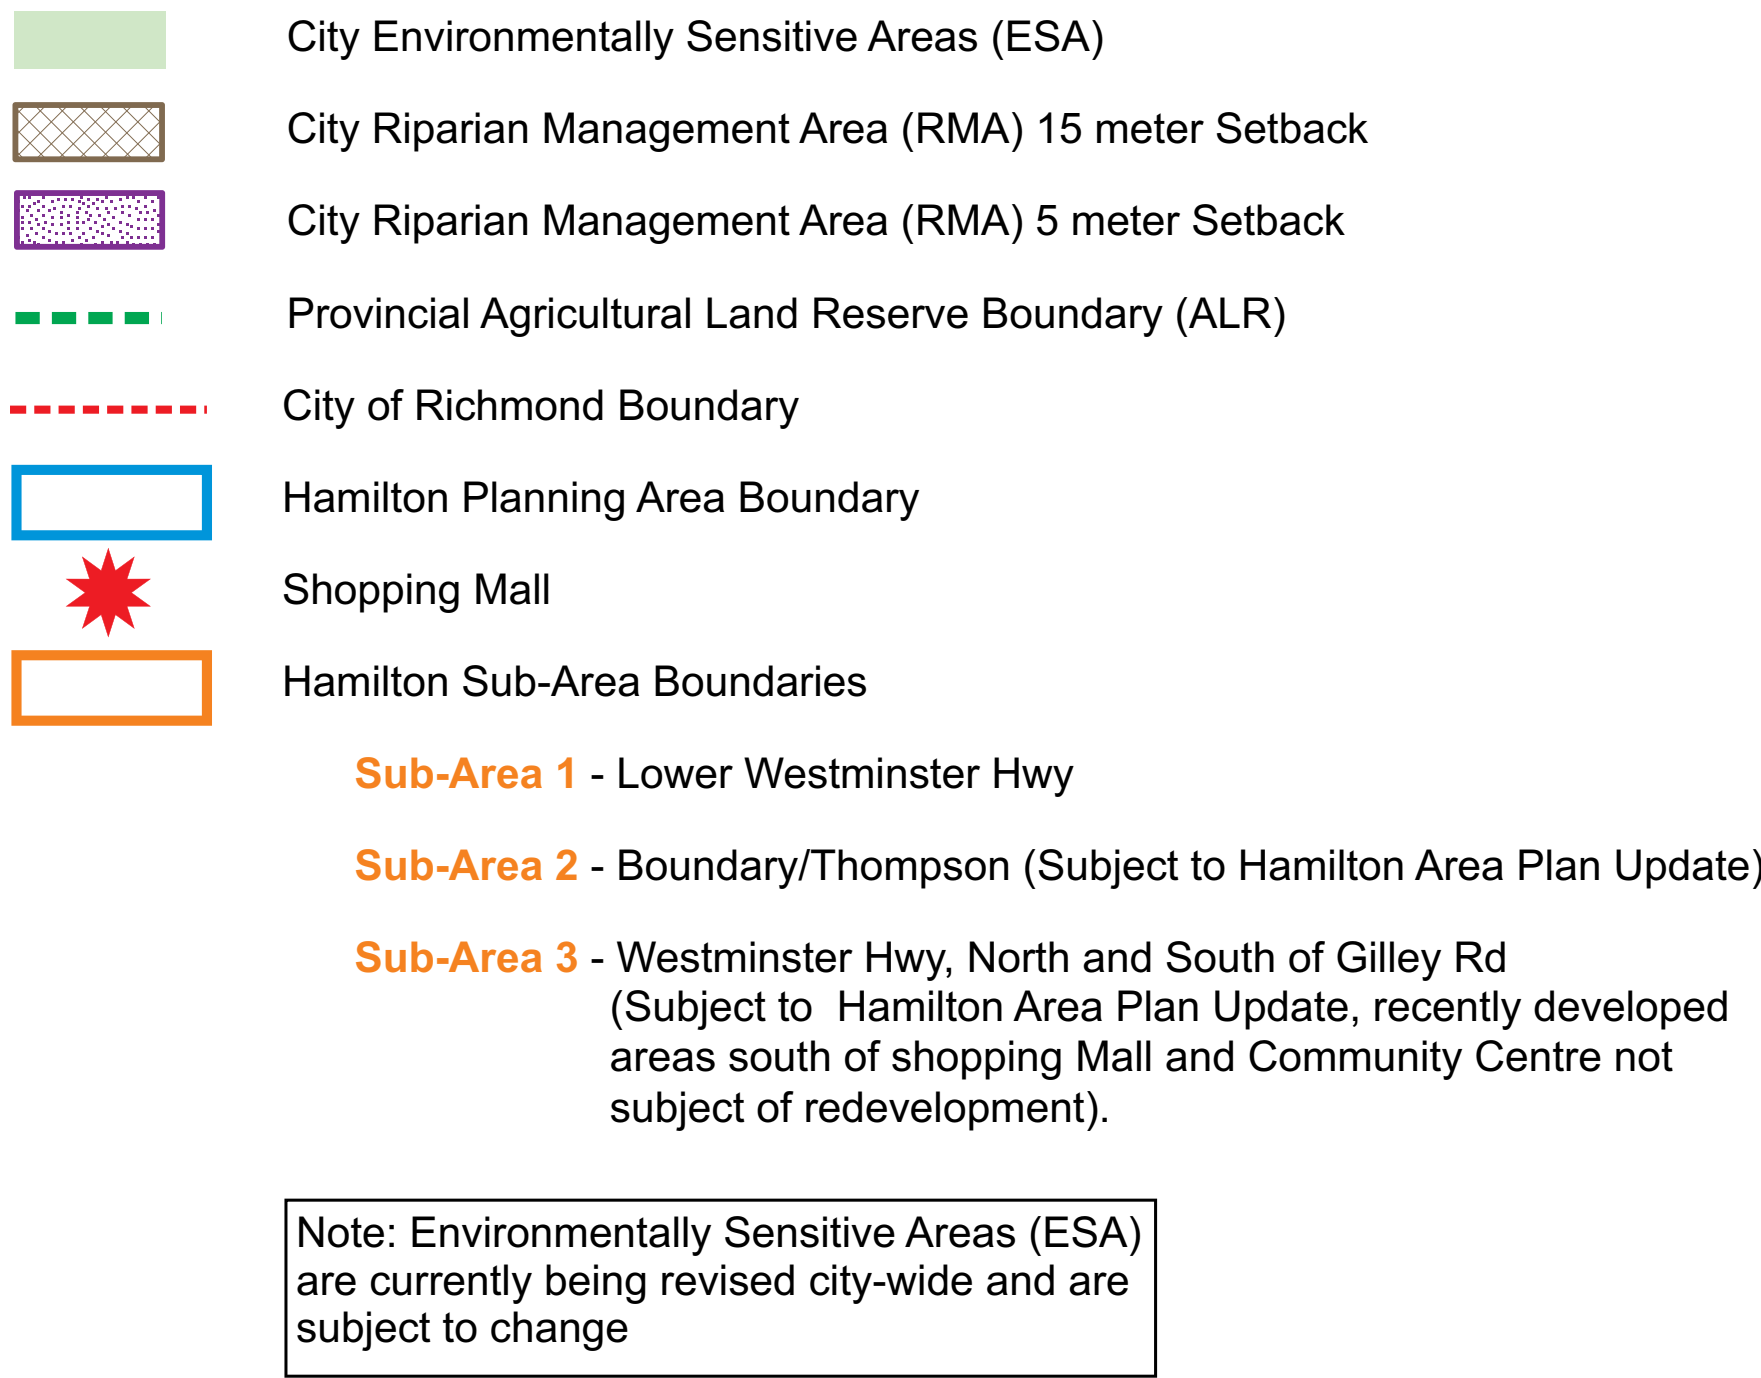 City Environmentally Sensitive Areas (ESA)
City Riparian Management Area (RMA) 15 meter Setback
City Riparian Management Area (RMA) 5 meter Setback
Provincial Agricultural Land Reserve Boundary (ALR)
City of Richmond Boundary
Hamilton Planning Area Boundary
Shopping Mall
Hamilton Sub-Area Boundaries
Sub-Area 1 - Lower Westminster Hwy
Sub-Area 2 - Boundary/Thompson (Subject to Hamilton Area Plan Update)
Sub-Area 3 - Westminster Hwy, North and South of Gilley Rd
(Subject to Hamilton Area Plan Update, recently developed
areas south of shopping Mall and Community Centre not
subject of redevelopment).
Note: Environmentally Sensitive Areas (ESA)
are currently being revised city-wide and are
subject to change